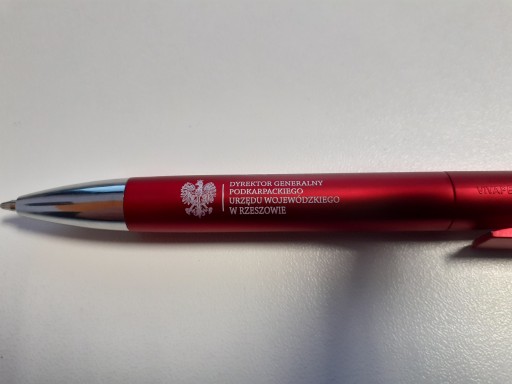 DYREKTOR GENERALNY
PODKARPACKIEGO
URZĘDU WOJEWÓDZKIEGO
W RZESZOWIE